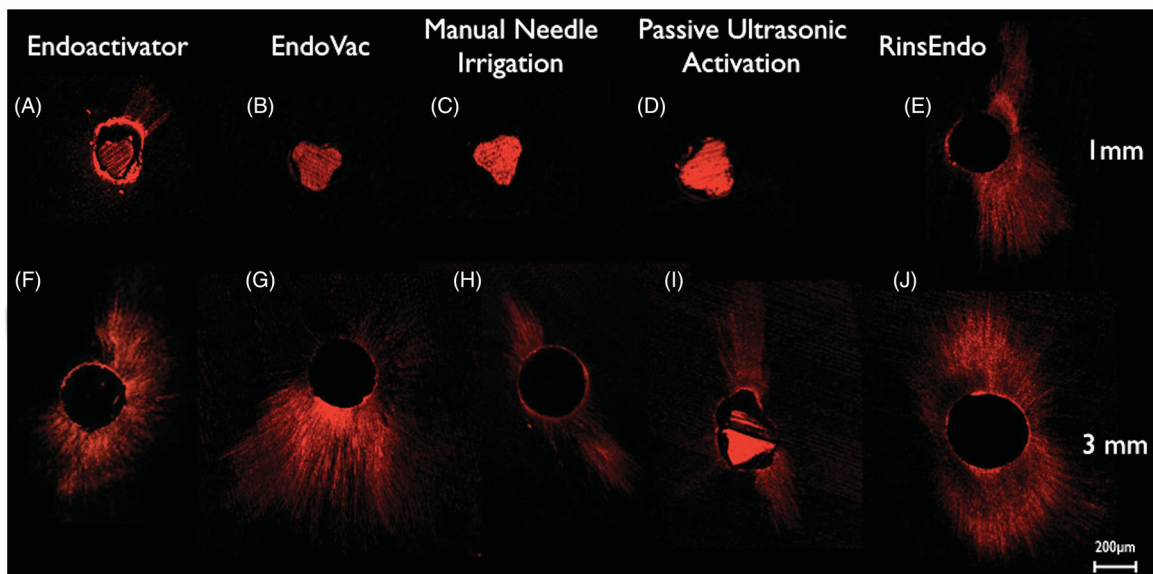 Endoactivator
EndoVac
Manual Needle
Irrigation
Passive Ultrasonic
Activation
RinsEndo
(A)
(B)
(C)
(D)
(E)
1mm
(F)
(G)
(H)
(I)
(J)
3 mm
200μm